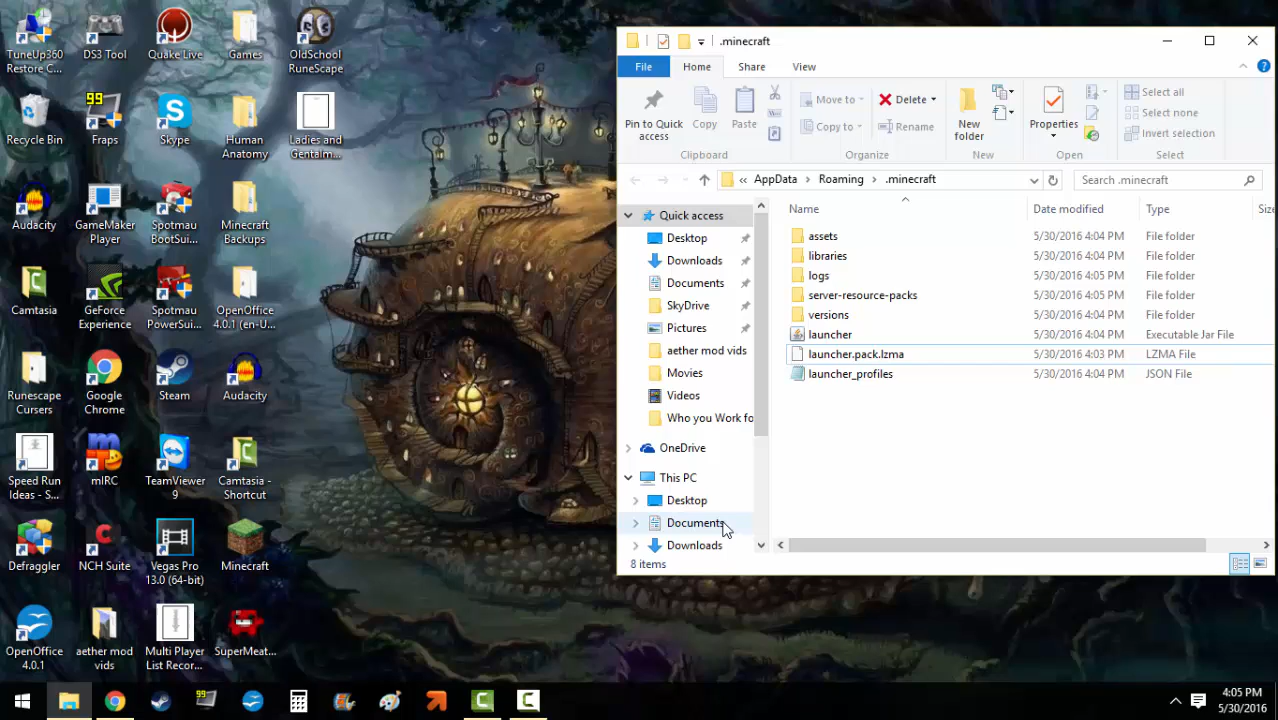 TuneUp360
Restore C...
DS3 Tool
Quake Live
Games
OldSchool
RuneScape
Recycle Bin
99
Fraps
Skype
Human
Anatomy
Ladies and
Gentalm...
Audacity
GameMaker
Player
Spotmau
BootSui...
Minecraft
Backups
Camtasia
GeForce
Experience
Spotmau
PowerSui...
OpenOffice
4.0.1 (en-U...
Runescape
Cursers
Google
Chrome
Steam
Audacity
Speed Run
Ideas - S...
mIRC
TeamViewer
9
Camtasia -
Shortcut
Defraggler
NCH Suite
Vegas Pro
13.0 (64-bit)
Minecraft
OpenOffice
4.0.1
aether mod
vids
Multi Player
List Recor...
SuperMeat...
.minecraft
File
Home
Share
View
Pin to Quick
access
Copy
Paste
Clipboard
Move to
Copy to
Delete
Rename
Organize
New
folder
New
Properties
Open
Select all
Select none
Invert selection
Select
« AppData > Roaming > .minecraft
Search .minecraft
Name
Date modified
Type
Size
Quick access
Desktop
Downloads
Documents
SkyDrive
Pictures
aether mod vids
Movies
Videos
Who you Work fo
OneDrive
This PC
Desktop
Documents
Downloads
assets 5/30/2016 4:04 PM File folder
libraries 5/30/2016 4:04 PM File folder
logs 5/30/2016 4:05 PM File folder
server-resource-packs 5/30/2016 4:05 PM File folder
versions 5/30/2016 4:04 PM File folder
launcher 5/30/2016 4:04 PM Executable Jar File
launcher.pack.lzma 5/30/2016 4:03 PM LZMA File
launcher_profiles 5/30/2016 4:04 PM JSON File
8 items
99
4:05 PM
5/30/2016